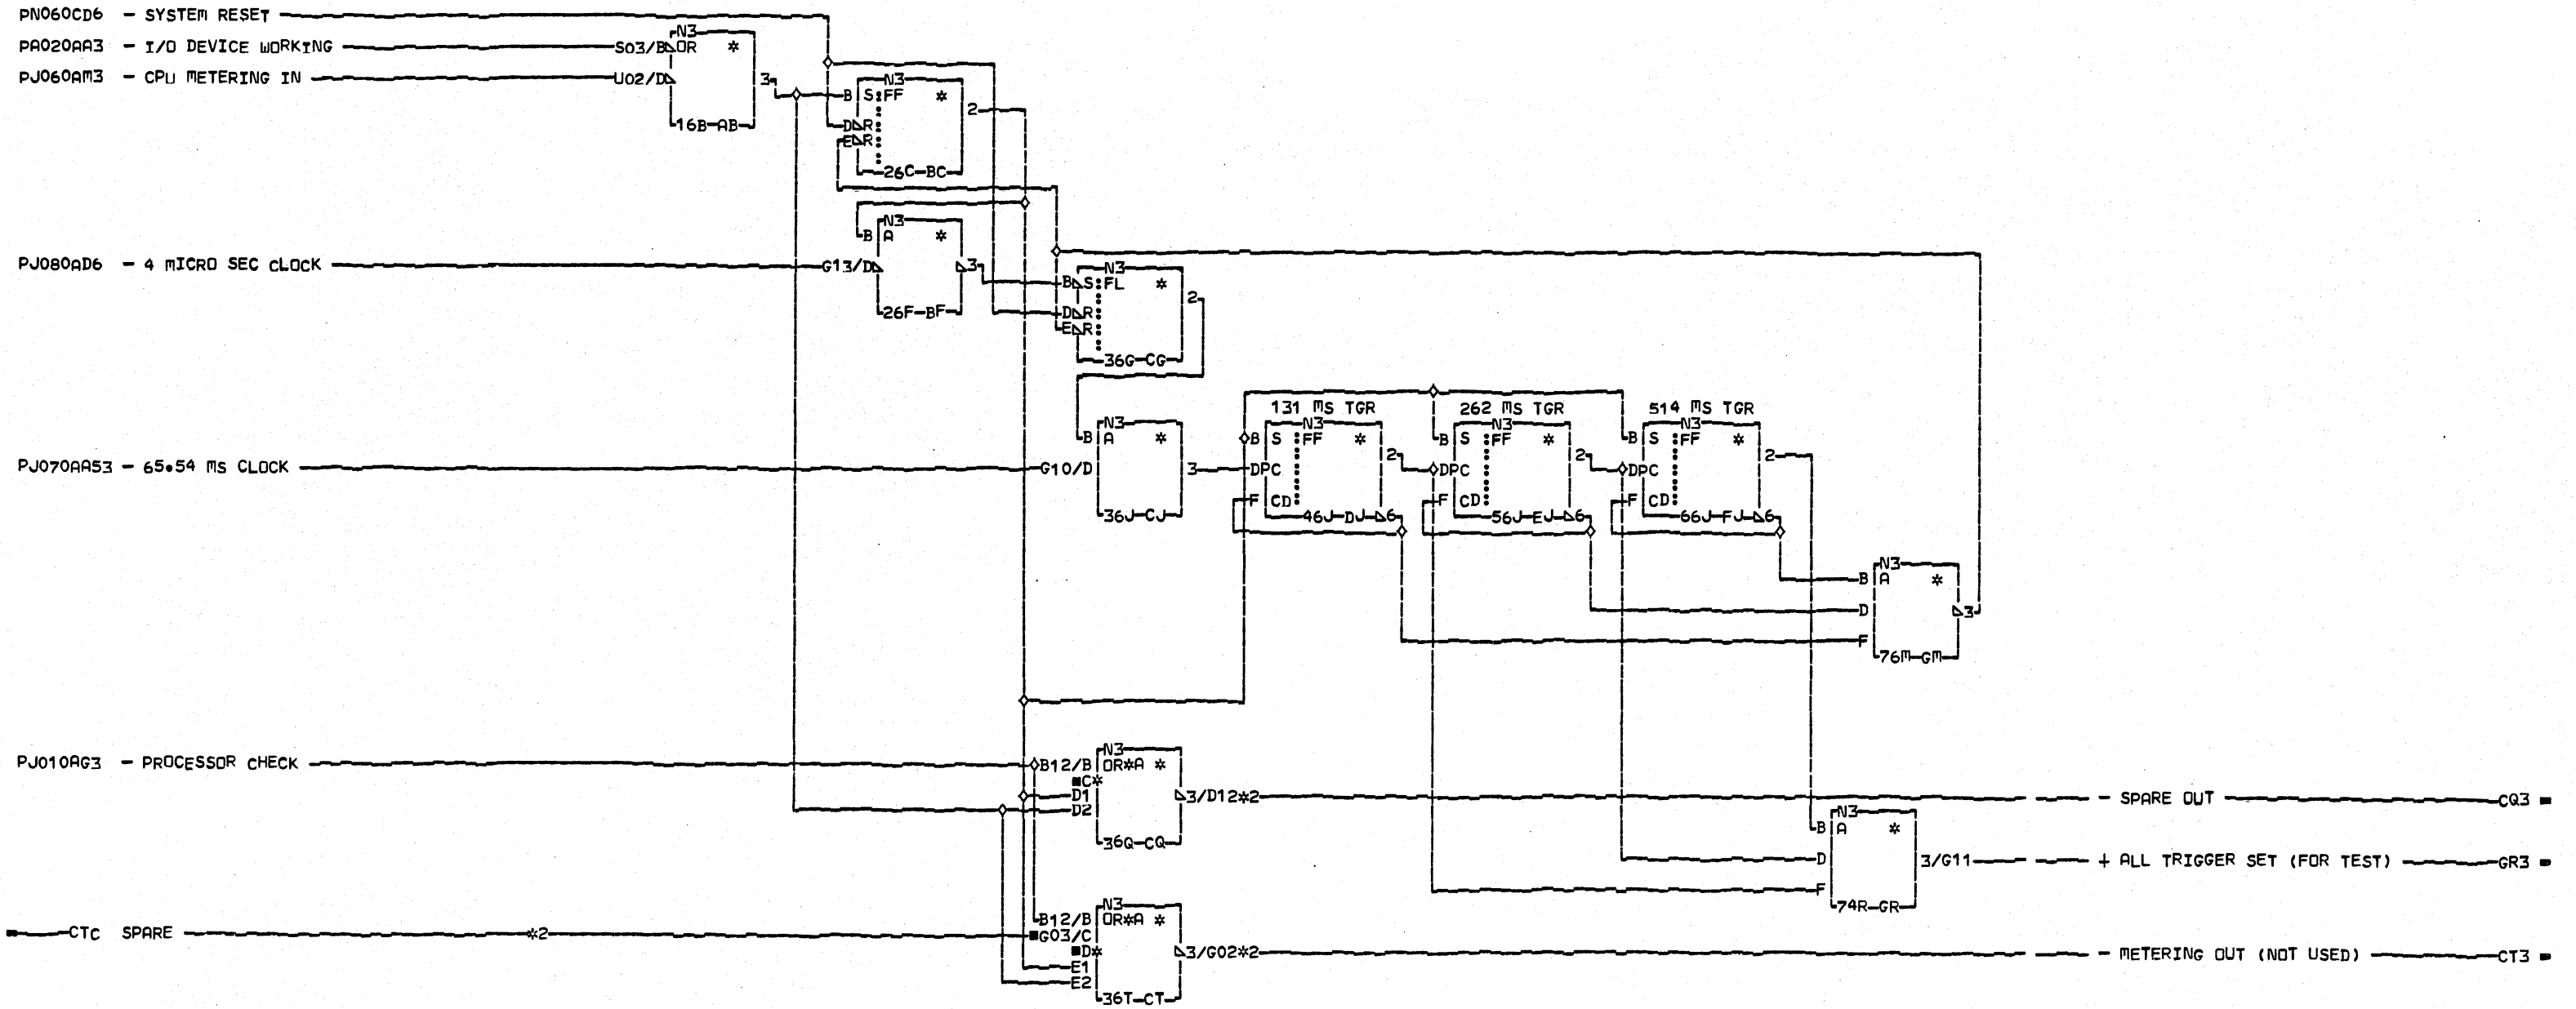 PN060CD6 - SYSTEM RESET
N3
PA020AA3 - I/O DEVICE WORKING S03/B OR *
PJ060AM3 - CPU METERING IN U02/D 3
16B-AB
N3
B S FF * 2
D R
E R
26C-BC
N3
B A *
PJ080AD6 - 4 MICRO SEC CLOCK G13/D 3
26F-BF
N3
B S FL * 2
D R
E R
36G-CG
131 MS TGR 262 MS TGR 514 MS TGR
N3 N3 N3 N3
B A * B S FF * B S FF * B S FF *
2 2 2
PJ070AA53 - 65.54 MS CLOCK G10/D 3 DPC DPC DPC
F CD F CD F CD
36J-CJ 46J-DJ 6 56J-EJ 6 66J-FJ 6
N3
B A *
D 3
F
76M-GM
N3
PJ010AG3 - PROCESSOR CHECK B12/B OR*A *
C*
D1 3/D12*2 - SPARE OUT CQ3
D2
36Q-CQ
N3
B A *
D 3/G11 + ALL TRIGGER SET (FOR TEST) GR3
F
74R-GR
N3
B12/B OR*A *
CTC SPARE *2 G03/C
D* 3/G02*2 - METERING OUT (NOT USED) CT3
E1
E2
36T-CT